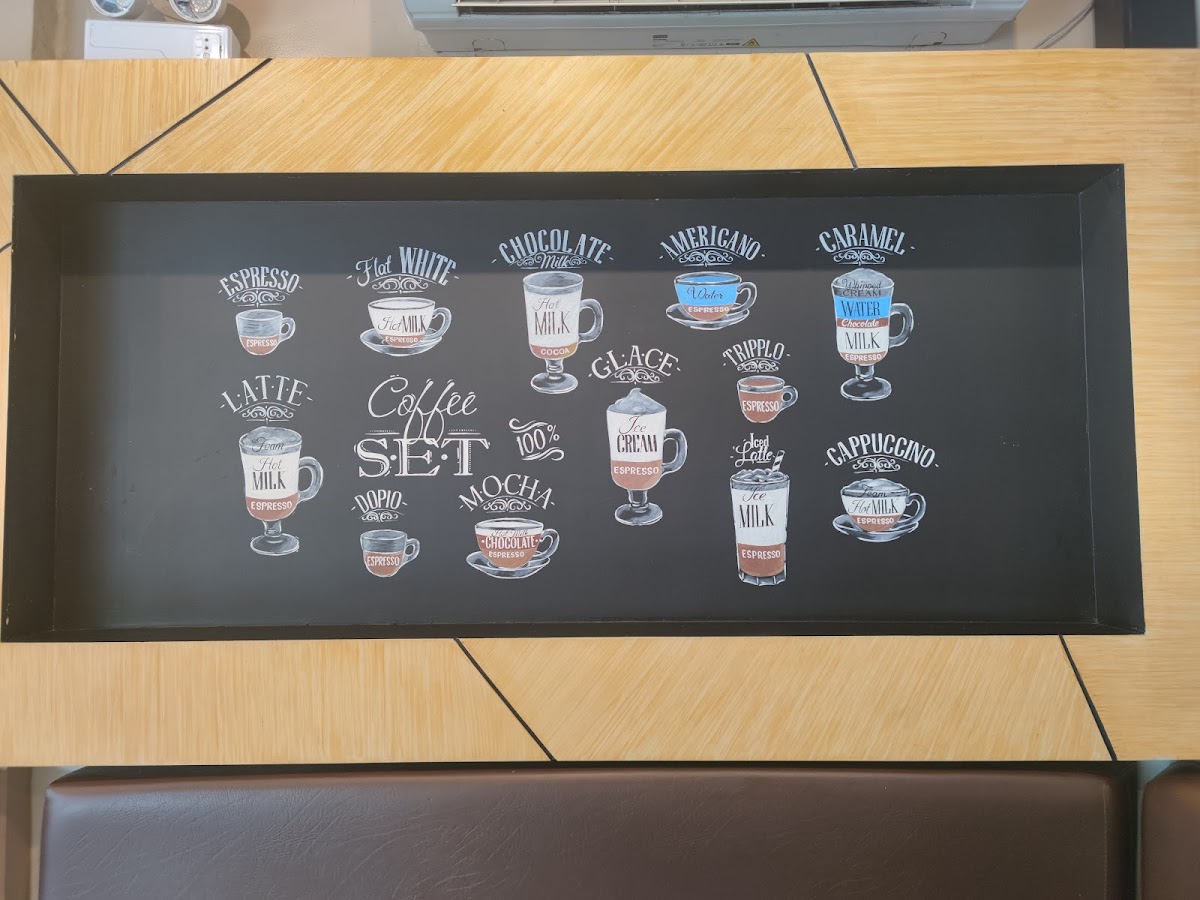 ESPRESSO
ESPRESSO
Flat WHITE
Hot MILK
ESPRESSO
CHOCOLATE
Milk
Hot
MILK
COCOA
AMERICANO
Water
ESPRESSO
CARAMEL
Whipped
CREAM
WATER
Chocolate
MILK
ESPRESSO
LATTE
Foam
Hot
MILK
ESPRESSO
Coffee
SET
100%
GLACE
Ice
CREAM
ESPRESSO
TRIPPLO
ESPRESSO
DOPIO
ESPRESSO
MOCHA
CHOCOLATE
ESPRESSO
Iced
Latte
Ice
MILK
ESPRESSO
CAPPUCCINO
Foam
Hot MILK
ESPRESSO